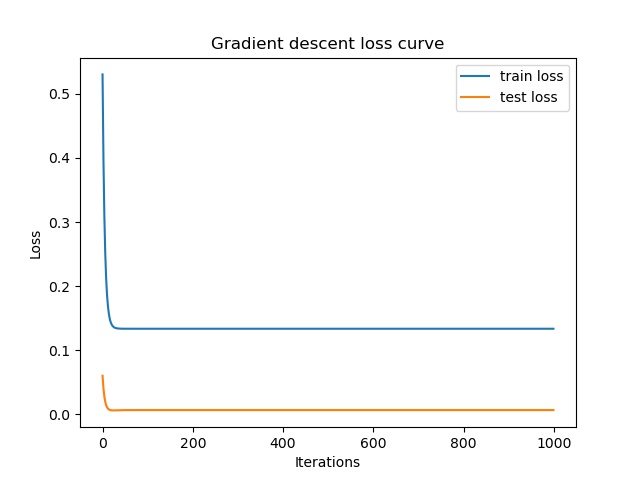 Gradient descent loss curve
train loss
test loss
0.5
0.4
0.3
0.2
0.1
0.0
Loss
0 200 400 600 800 1000
Iterations